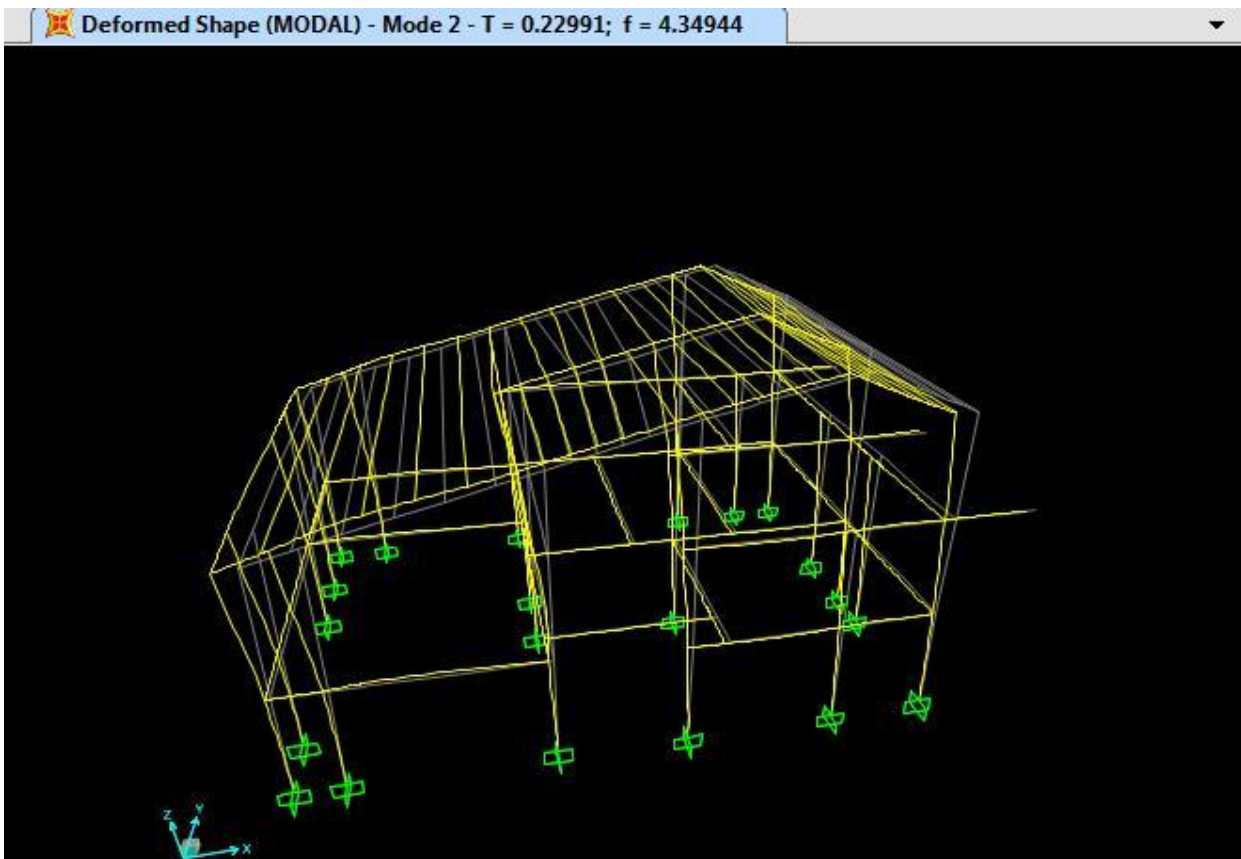 Deformed Shape (MODAL) - Mode 2 - T = 0.22991; f = 4.34944
Z
Y
X